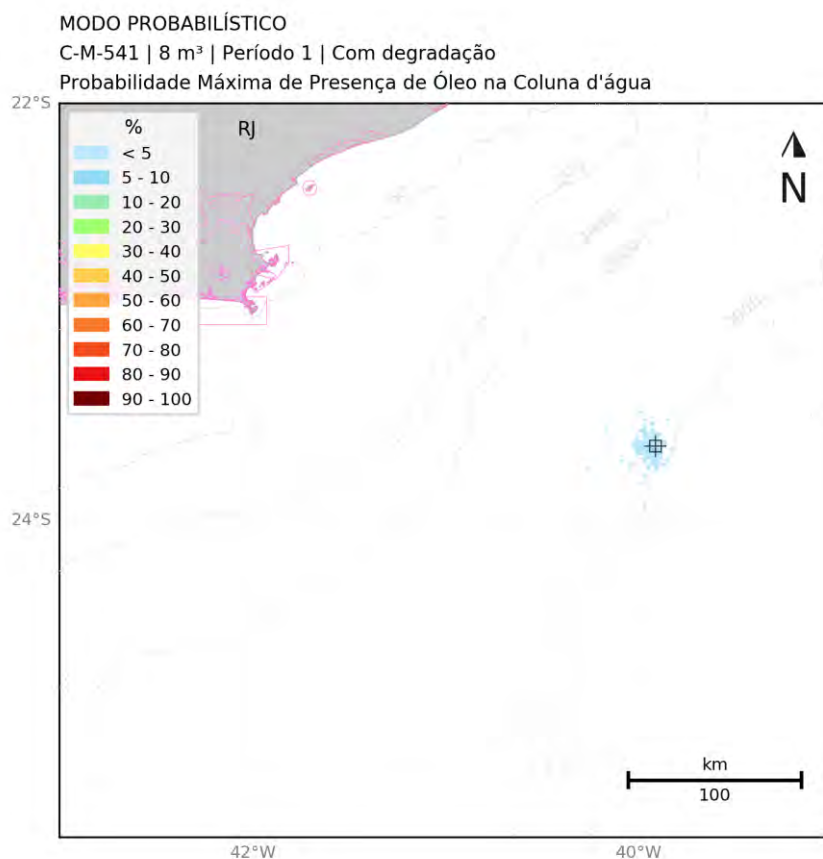 MODO PROBABILÍSTICO
C-M-541 | 8 m³ | Período 1 | Com degradação
Probabilidade Máxima de Presença de Óleo na Coluna d'água
22°S
%
RJ
< 5
5 - 10
N
10 - 20
20 - 30
30 - 40
40 - 50
50 - 60
60 - 70
70 - 80
80 - 90
90 - 100
24°S
km
100
42°W
40°W